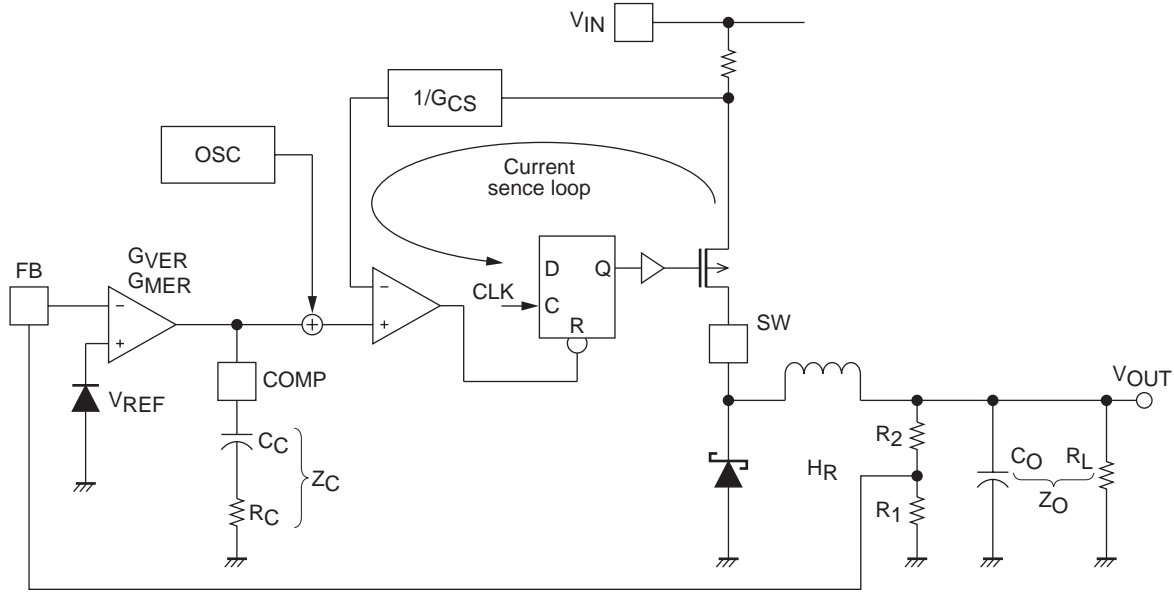 VIN
1/GCS
OSC
Current
sence loop
GVER
GMER
FB
−
+
VREF
COMP
CC
RC
ZC
+
−
+
CLK
D
Q
C
R
SW
VOUT
R2
HR
R1
CO
RL
ZO